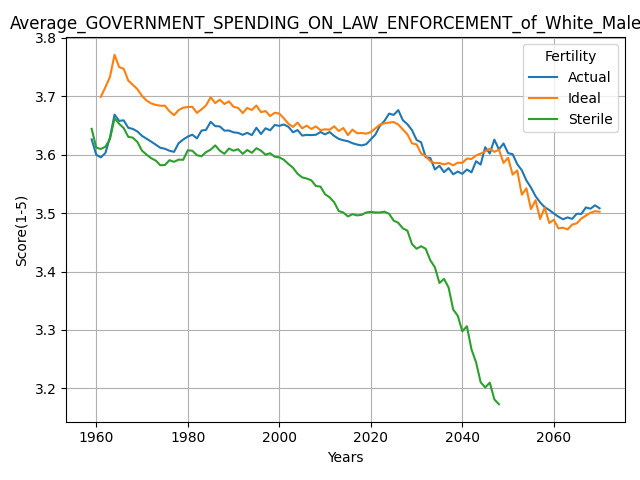 Average_GOVERNMENT_SPENDING_ON_LAW_ENFORCEMENT_of_White_Male
Fertility
Actual
Ideal
Sterile
Score(1-5)
3.8
3.7
3.6
3.5
3.4
3.3
3.2
1960 1980 2000 2020 2040 2060
Years